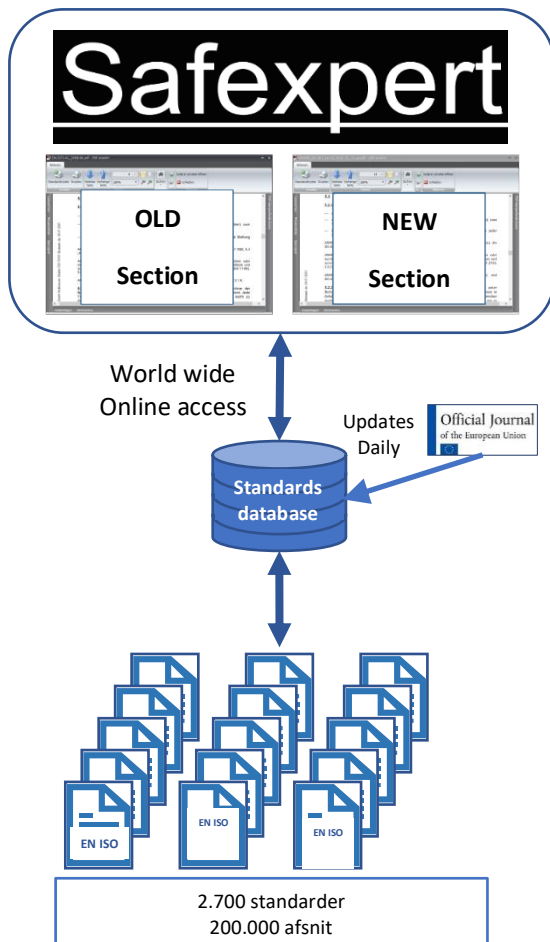 Safexpert
OLD
Section
NEW
Section
World wide
Online access
Updates
Daily
Official Journal
of the European Union
Standards
database
EN ISO
EN ISO
EN ISO
2.700 standarder
200.000 afsnit